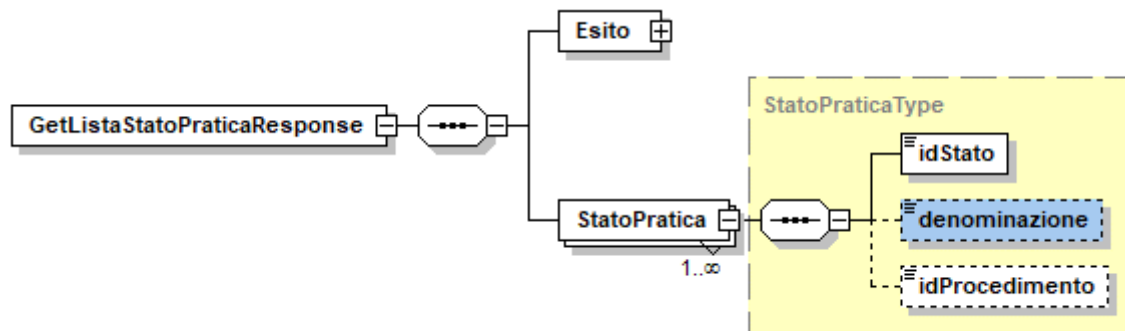 Esito
StatoPraticaType
GetListaStatoPraticaResponse
idStato
StatoPratica
denominazione
1..∞
idProcedimento